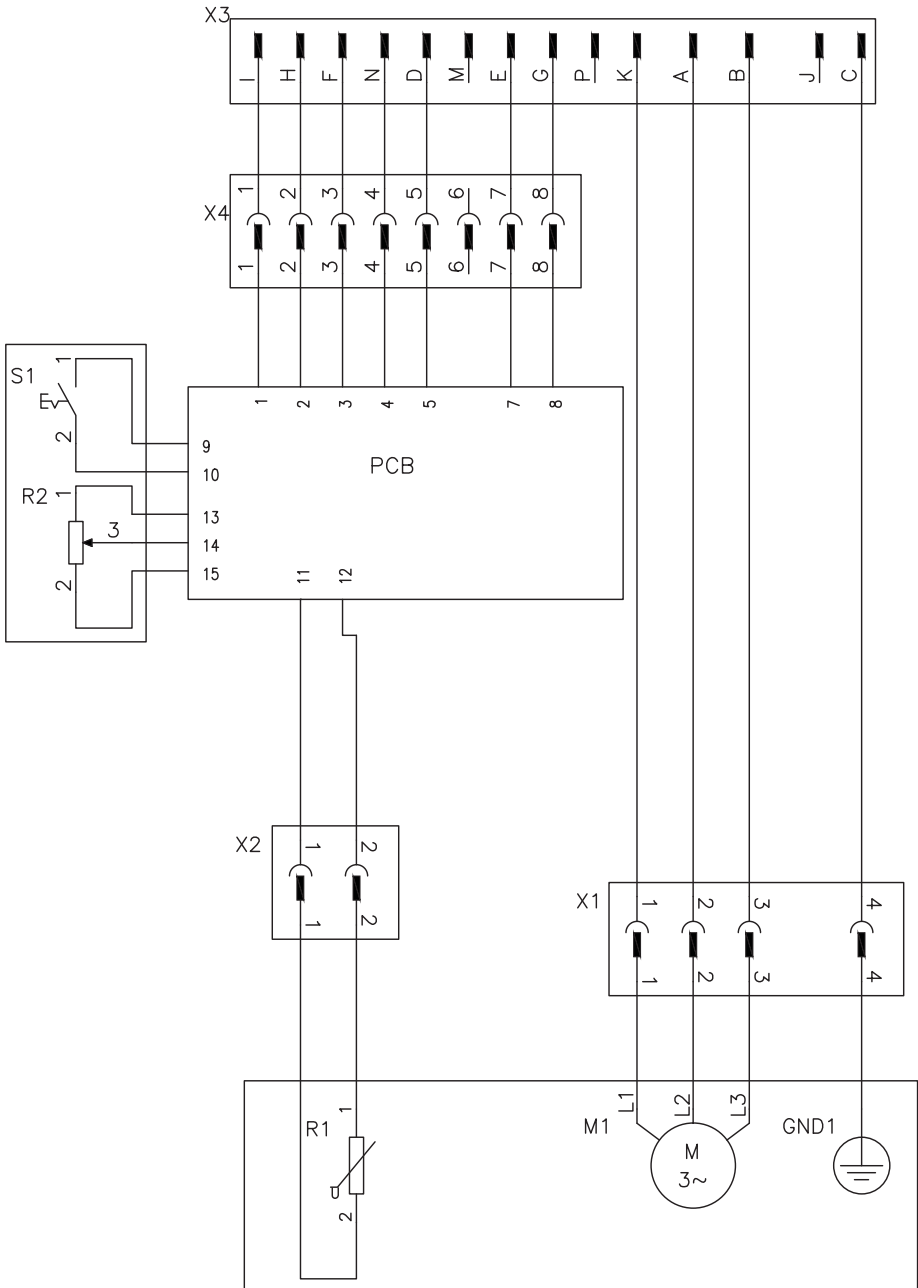 X3
I H F N D M E G P K A B J C
1 2 3 4 5 6 7 8
X4
1 2 3 4 5 6 7 8
S1
1
2
1 2 3 4 5 7 8
9
10
PCB
R2
1
3
2
13
14
15
11 12
X2
1 2
1 2
X1
1 2 3 4
1 2 3 4
R1
1
2
M1
L1 L2 L3
M
3~
GND1